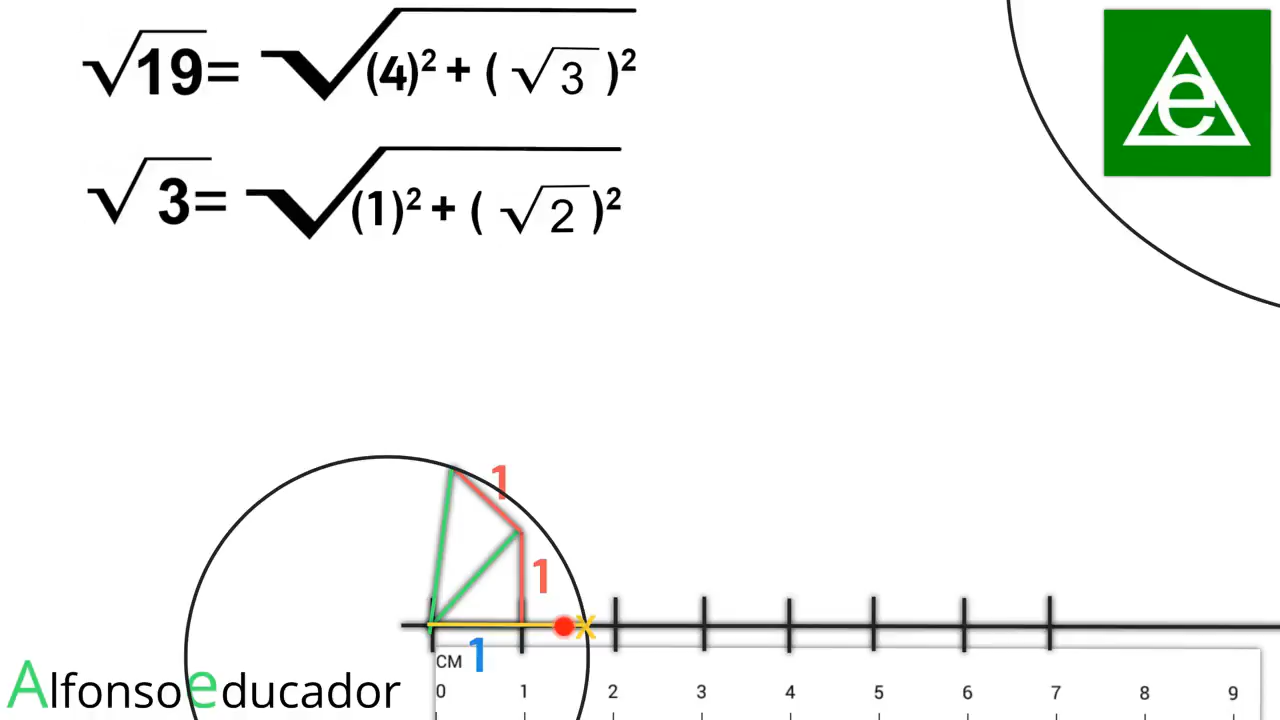 √19= √(4)² + (√3)²
√3= √(1)² + (√2)²
e
1
1
1
CM
0 1 2 3 4 5 6 7 8 9
Alfonsoeducador